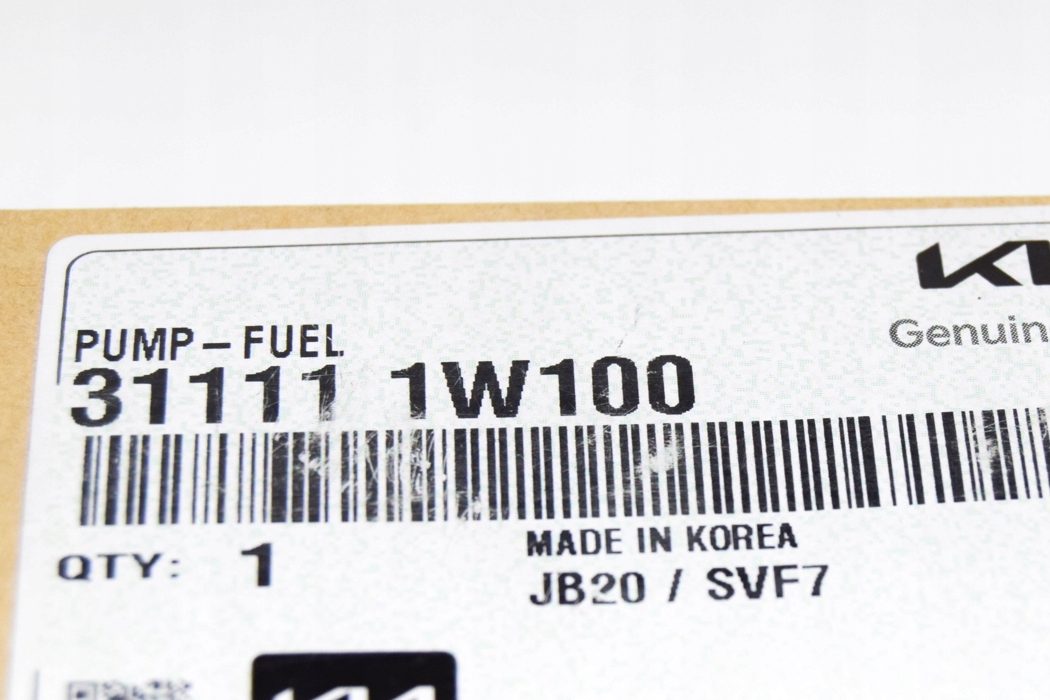 Genuin
PUMP-FUEL
31111 1W100
QTY: 1
MADE IN KOREA
JB20 / SVF7